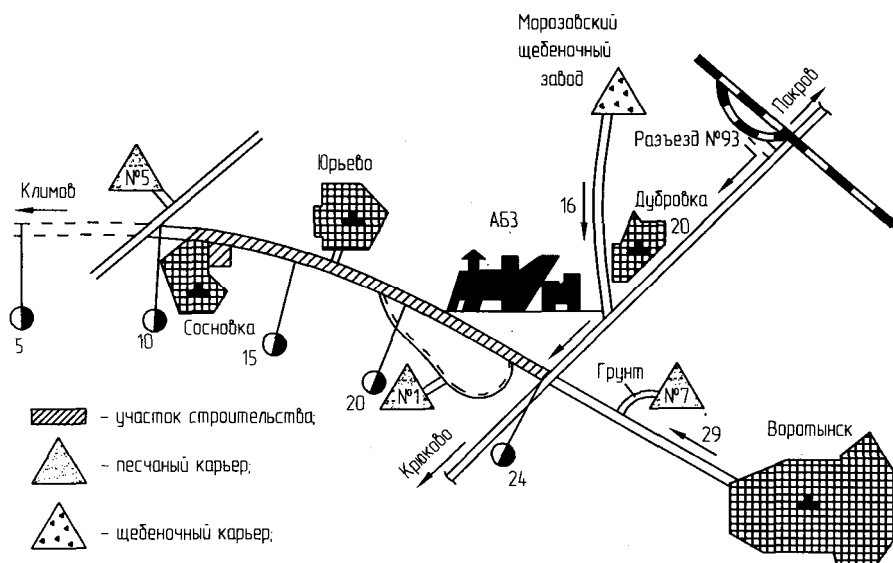 Морозовский
щебеночный
завод
Покров
Разъезд №93
№5
Юрьево
Климов
АБЗ
16
Дубровка
20
Сосновка
5
10
15
20
№1
Грунт
№7
29
Воротынск
Крюково
24
- участок строительства;
- песчаный карьер;
- щебеночный карьер;